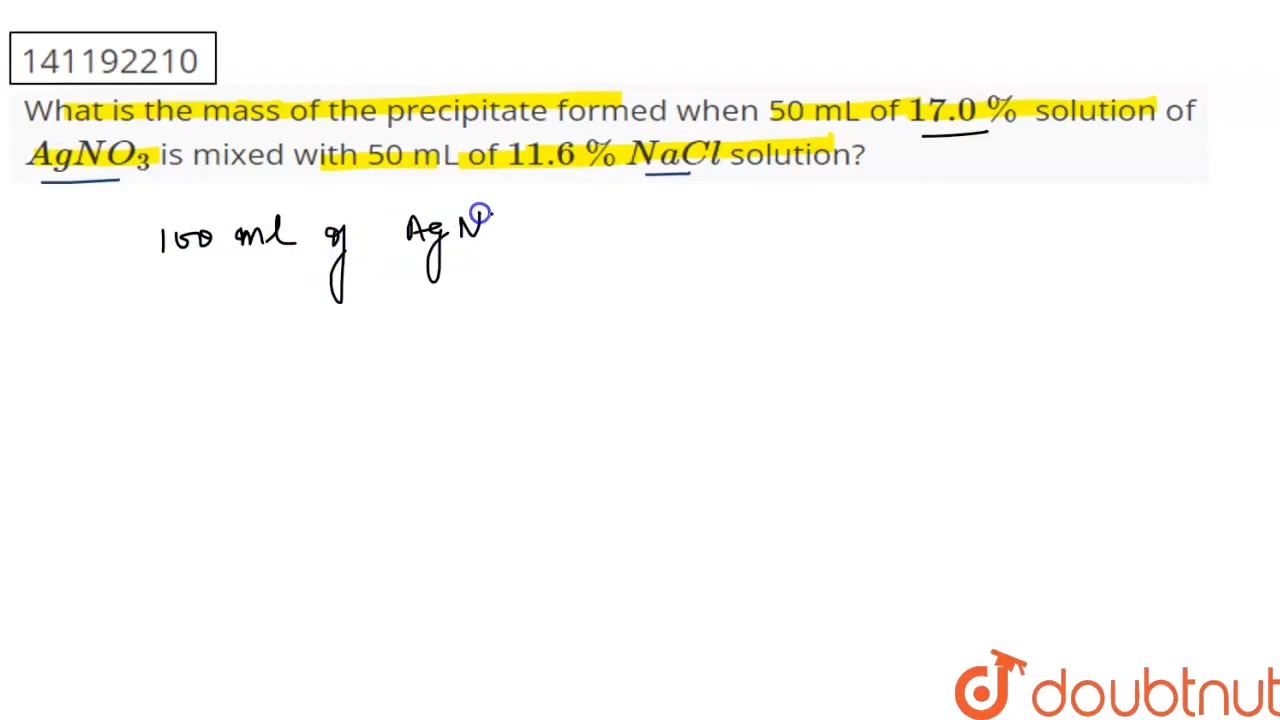 141192210
What is the mass of the precipitate formed when 50 mL of 17.0 % solution of
AgNO₃ is mixed with 50 mL of 11.6 % NaCl solution?
100 ml of AgN
doubtnut